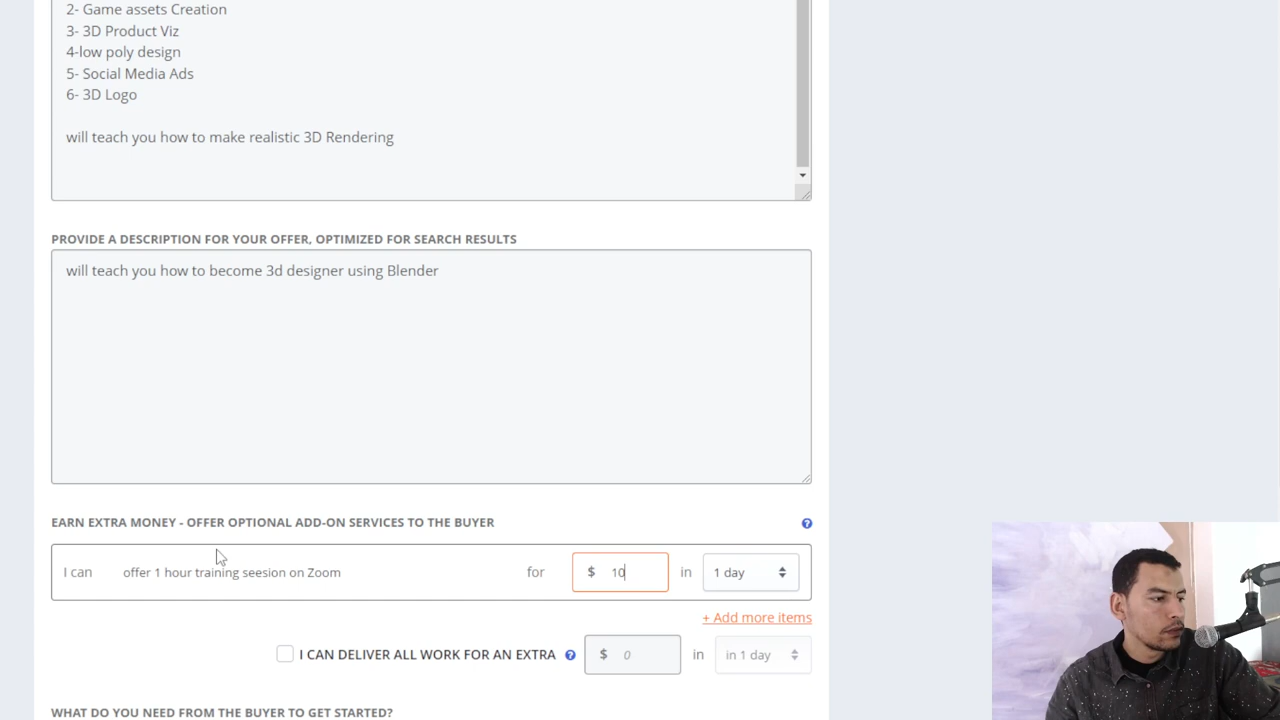 2- Game assets Creation
3- 3D Product Viz
4-low poly design
5- Social Media Ads
6- 3D Logo
will teach you how to make realistic 3D Rendering
PROVIDE A DESCRIPTION FOR YOUR OFFER, OPTIMIZED FOR SEARCH RESULTS
will teach you how to become 3d designer using Blender
EARN EXTRA MONEY - OFFER OPTIONAL ADD-ON SERVICES TO THE BUYER ?
I can offer 1 hour training seesion on Zoom for $ 10 in 1 day
+ Add more items
I CAN DELIVER ALL WORK FOR AN EXTRA ? $ 0 in in 1 day
WHAT DO YOU NEED FROM THE BUYER TO GET STARTED?